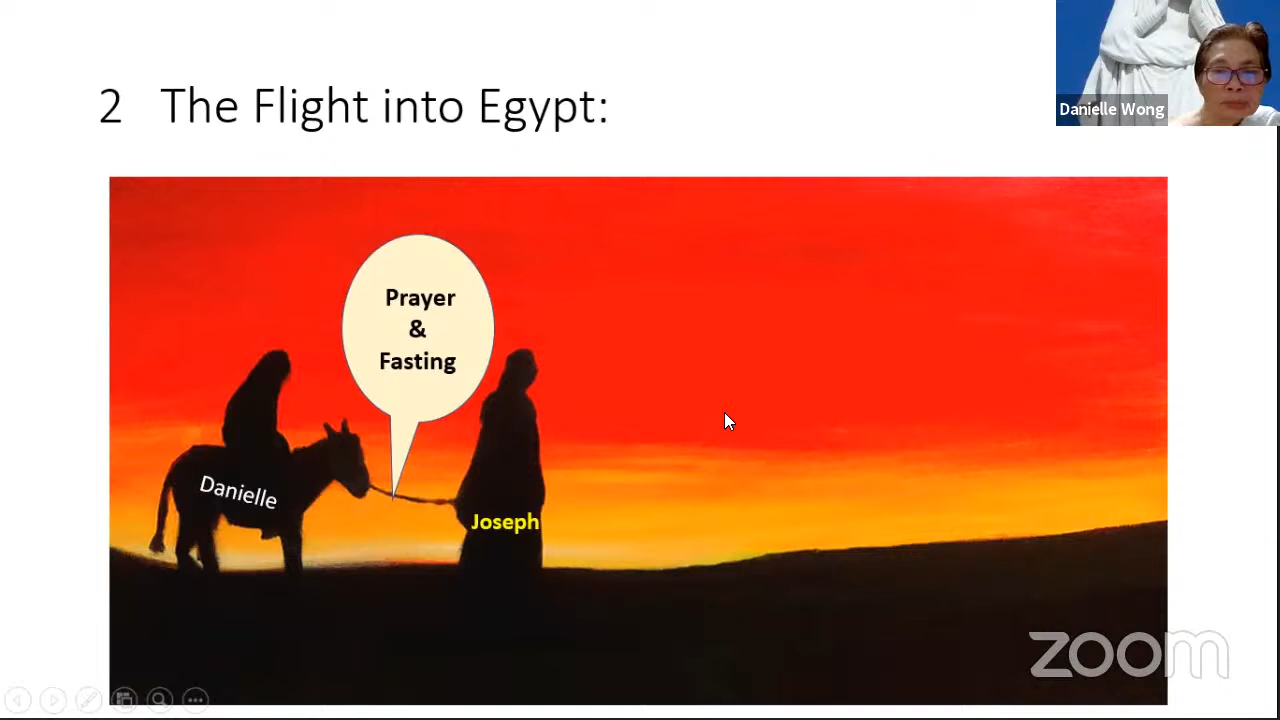 2 The Flight into Egypt:
Danielle Wong
Prayer
&
Fasting
Danielle
Joseph
zoom